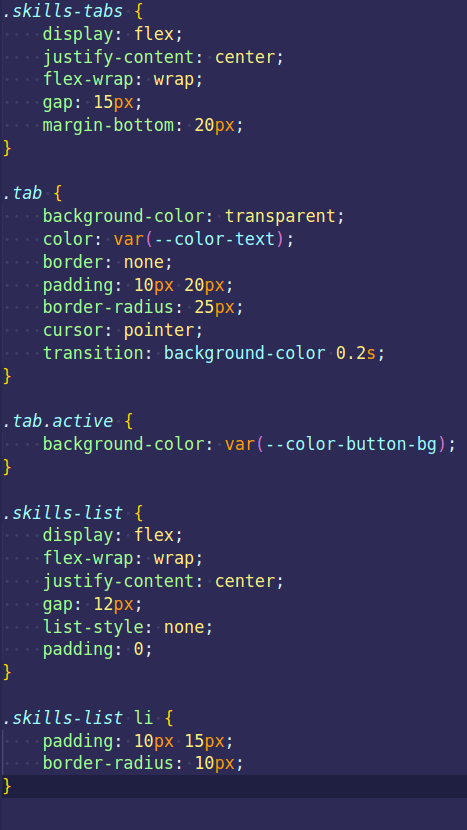 .skills-tabs {
    display: flex;
    justify-content: center;
    flex-wrap: wrap;
    gap: 15px;
    margin-bottom: 20px;
}

.tab {
    background-color: transparent;
    color: var(--color-text);
    border: none;
    padding: 10px 20px;
    border-radius: 25px;
    cursor: pointer;
    transition: background-color 0.2s;
}

.tab.active {
    background-color: var(--color-button-bg);
}

.skills-list {
    display: flex;
    flex-wrap: wrap;
    justify-content: center;
    gap: 12px;
    list-style: none;
    padding: 0;
}

.skills-list li {
    padding: 10px 15px;
    border-radius: 10px;
}